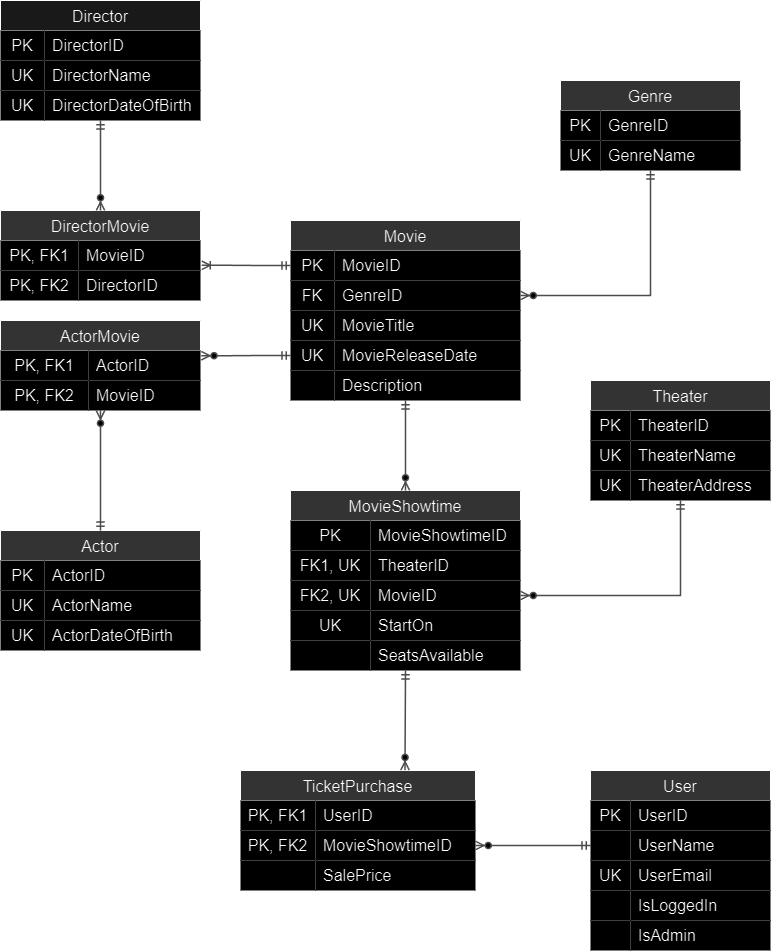 Director
PK DirectorID
UK DirectorName
UK DirectorDateOfBirth
Genre
PK GenreID
UK GenreName
DirectorMovie
PK, FK1 MovieID
PK, FK2 DirectorID
Movie
PK MovieID
FK GenreID
UK MovieTitle
UK MovieReleaseDate
Description
ActorMovie
PK, FK1 ActorID
PK, FK2 MovieID
Theater
PK TheaterID
UK TheaterName
UK TheaterAddress
MovieShowtime
PK MovieShowtimeID
FK1, UK TheaterID
FK2, UK MovieID
UK StartOn
SeatsAvailable
Actor
PK ActorID
UK ActorName
UK ActorDateOfBirth
TicketPurchase
PK, FK1 UserID
PK, FK2 MovieShowtimeID
SalePrice
User
PK UserID
UserName
UK UserEmail
IsLoggedIn
IsAdmin